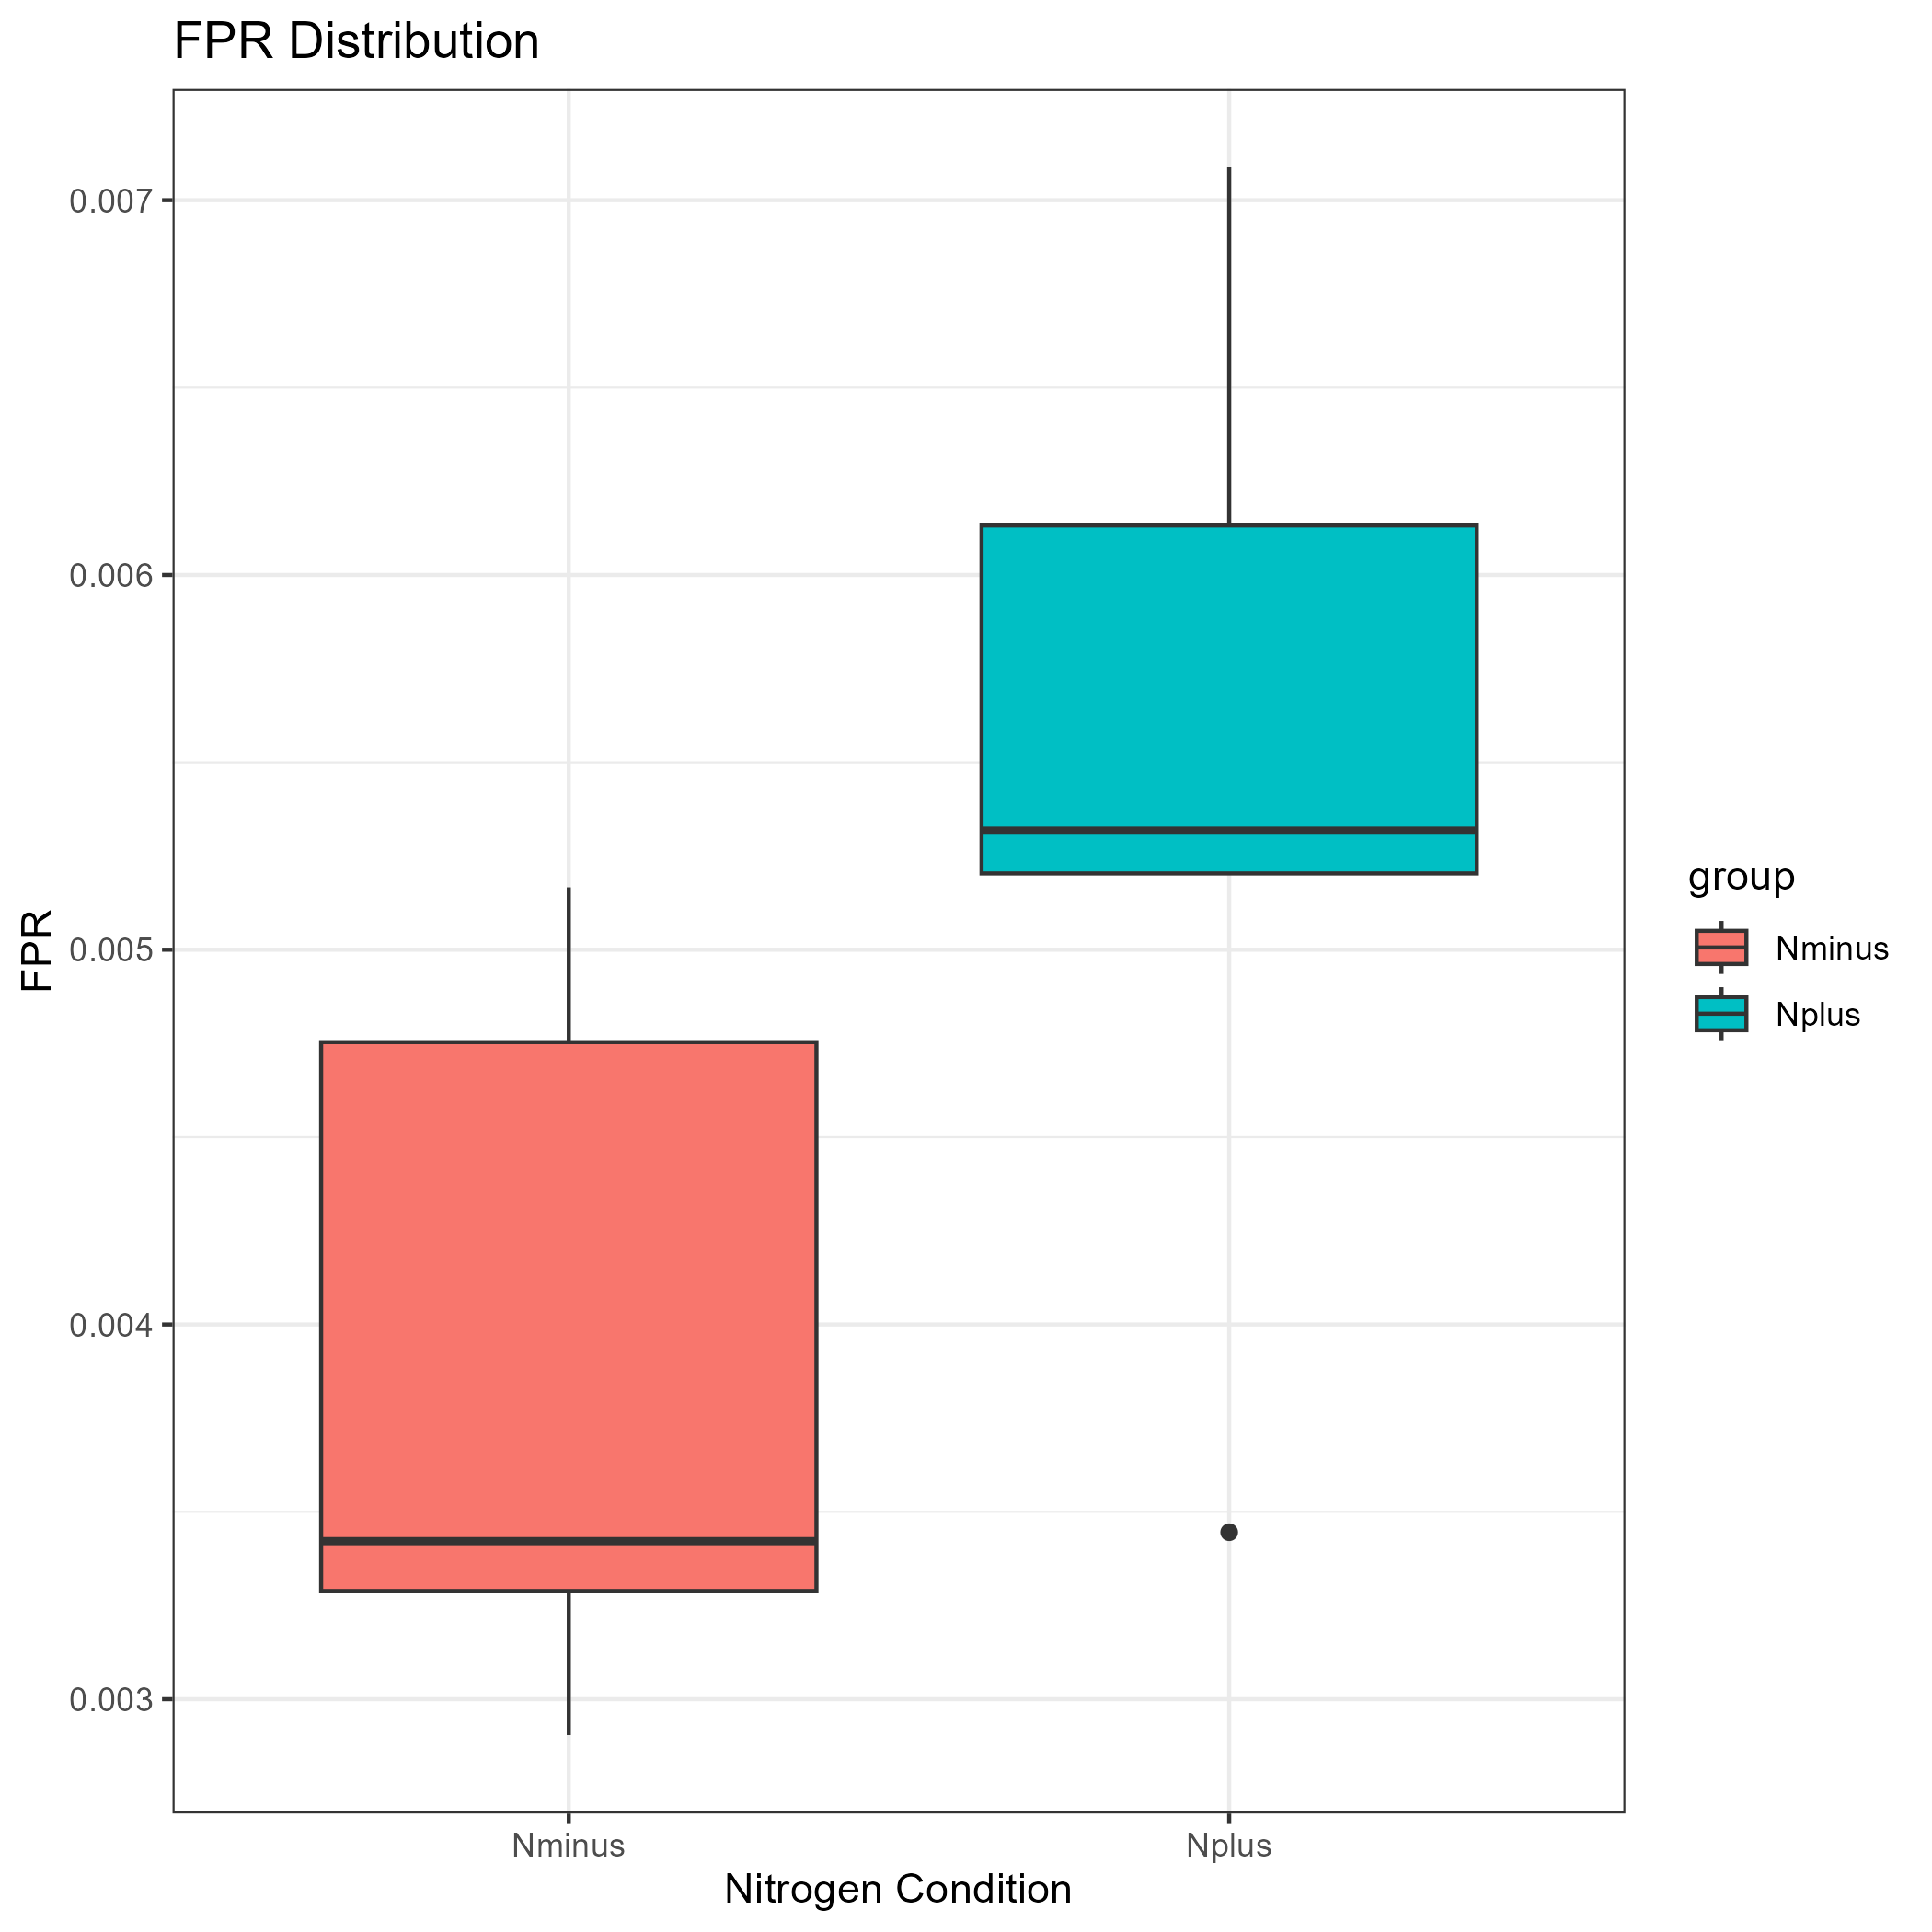 FPR Distribution
FPR
0.007
0.006
0.005
0.004
0.003
Nminus
Nplus
Nitrogen Condition
group
Nminus
Nplus